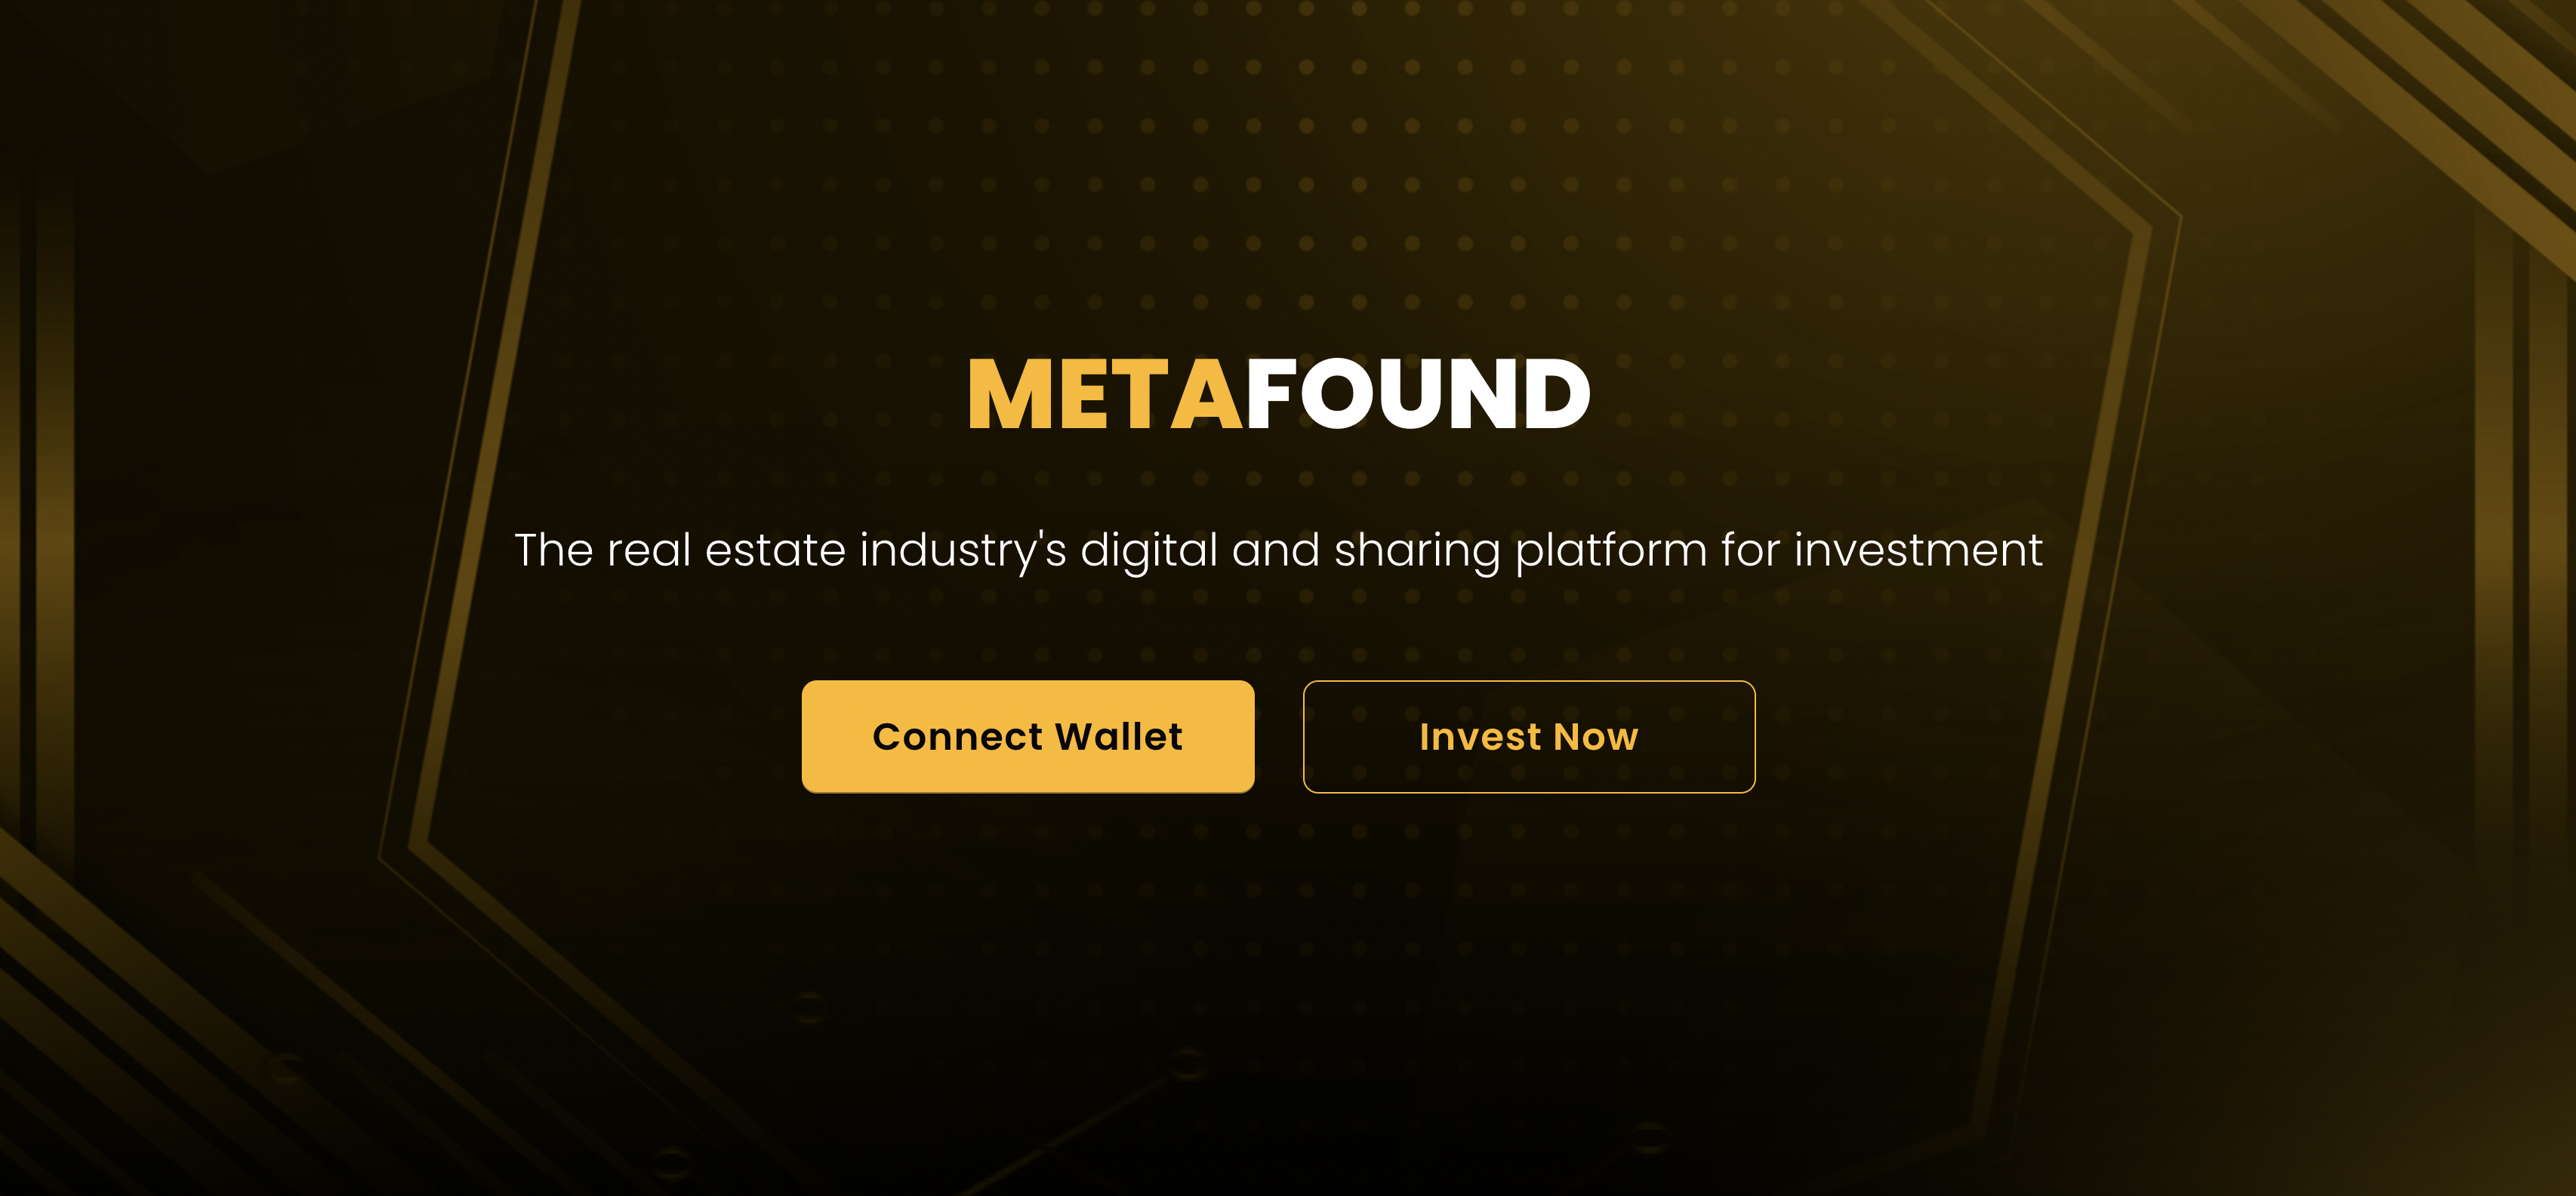 METAFOUND
The real estate industry's digital and sharing platform for investment
Connect Wallet
Invest Now